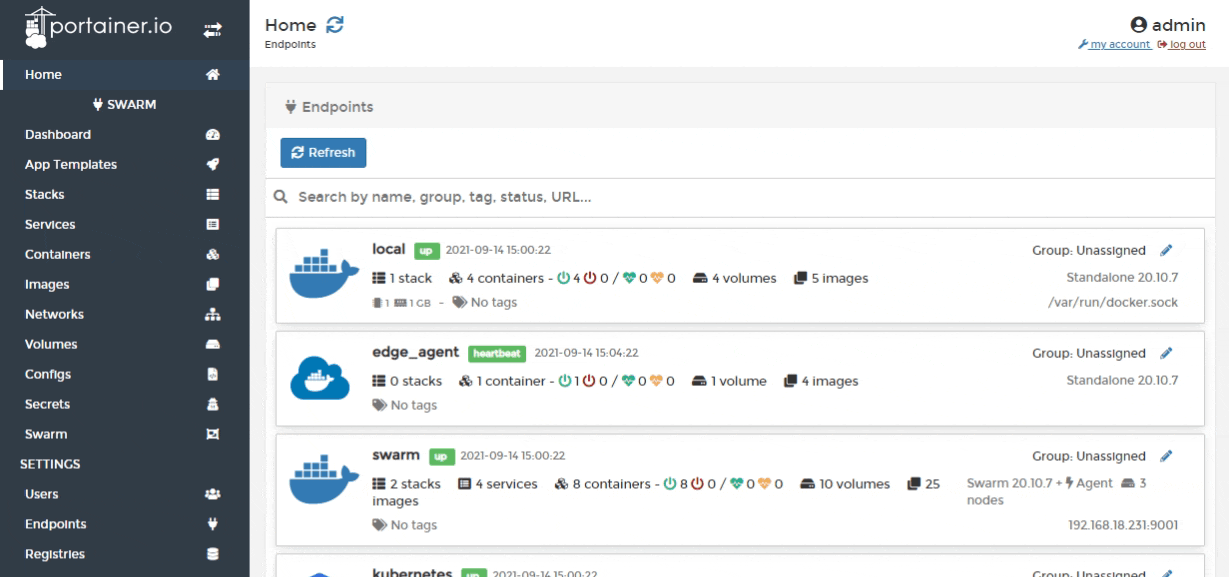 portainer.io
Home
SWARM
Dashboard
App Templates
Stacks
Services
Containers
Images
Networks
Volumes
Configs
Secrets
Swarm
SETTINGS
Users
Endpoints
Registries
Home
Endpoints
admin
my account log out
Endpoints
Refresh
Search by name, group, tag, status, URL...
local up 2021-09-14 15:00:22 Group: Unassigned
1 stack 4 containers - 4 0 / 0 0 4 volumes 5 images Standalone 20.10.7
1 1 GB - No tags /var/run/docker.sock
edge_agent heartbeat 2021-09-14 15:04:22 Group: Unassigned
0 stacks 1 container - 1 0 / 0 0 1 volume 4 images Standalone 20.10.7
No tags
swarm up 2021-09-14 15:00:22 Group: Unassigned
2 stacks 4 services 8 containers - 8 0 / 0 0 10 volumes 25 Swarm 20.10.7 + Agent 3
images nodes
No tags 192.168.18.231:9001
kubernetes up 2021-09-14 15:00:22 Group: Unassigned